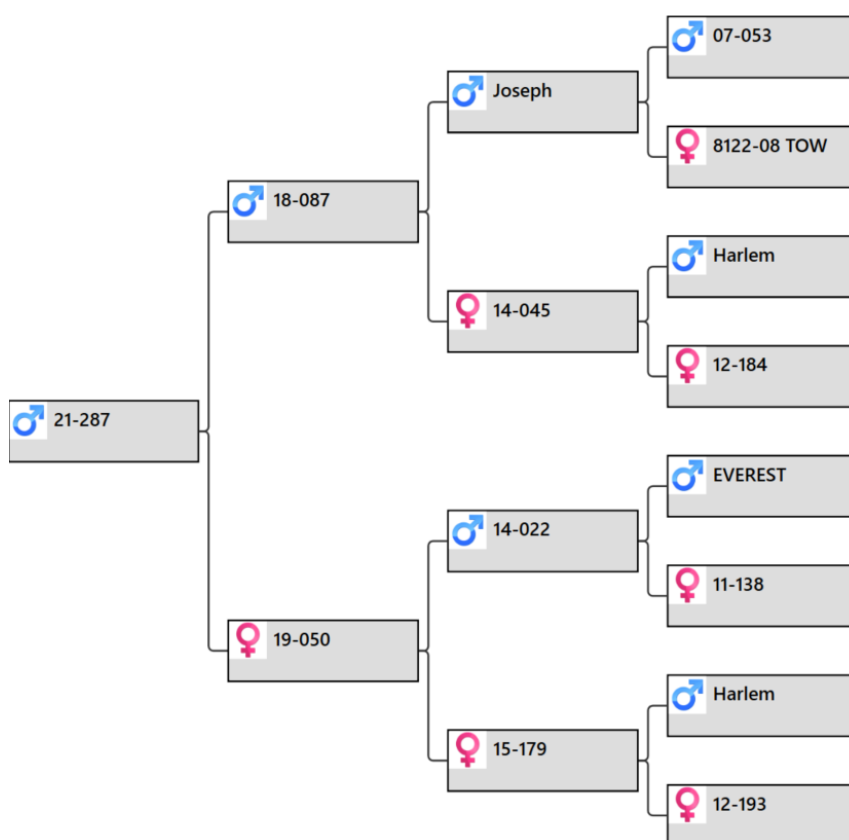 07-053
Joseph
8122-08 TOW
18-087
Harlem
14-045
12-184
21-287
EVEREST
14-022
11-138
19-050
Harlem
15-179
12-193